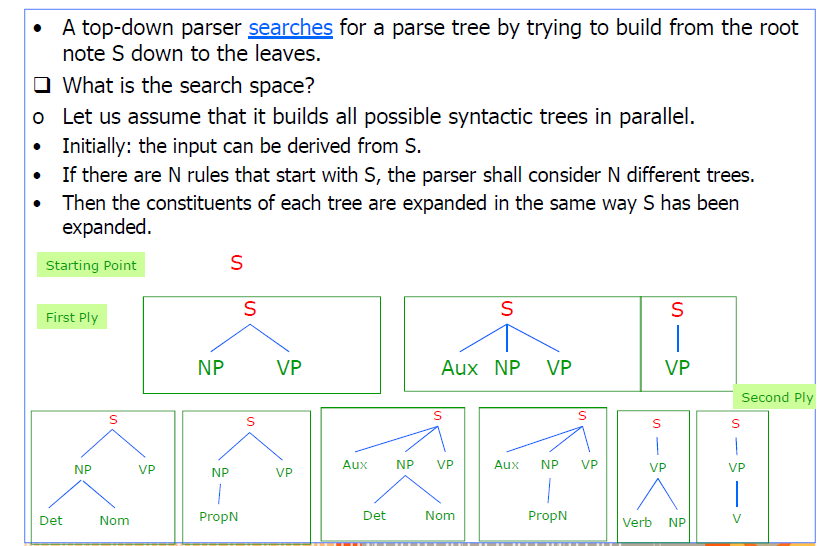 • A top-down parser searches for a parse tree by trying to build from the root
note S down to the leaves.
❑ What is the search space?
o Let us assume that it builds all possible syntactic trees in parallel.
• Initially: the input can be derived from S.
• If there are N rules that start with S, the parser shall consider N different trees.
• Then the constituents of each tree are expanded in the same way S has been
expanded.
Starting Point S
First Ply
S S S
NP VP Aux NP VP VP
Second Ply
S S S S S S
NP VP NP VP Aux NP VP Aux NP VP VP VP
Det Nom PropN Det Nom PropN Verb NP V